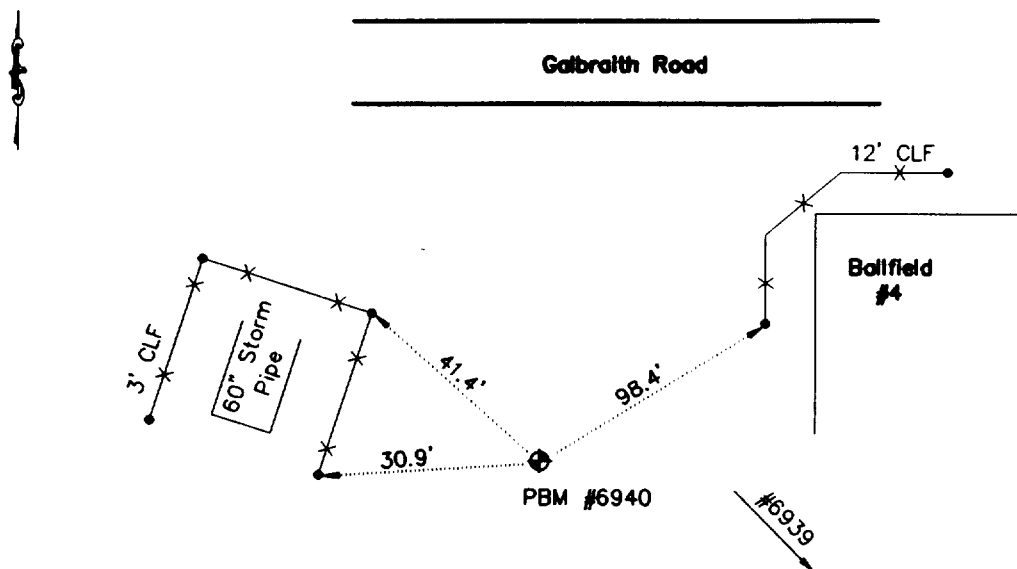 Galbraith Road
12' CLF
Ballfield
#4
3' CLF
60" Storm
Pipe
41.4'
98.4'
30.9'
PBM #6940
#6939